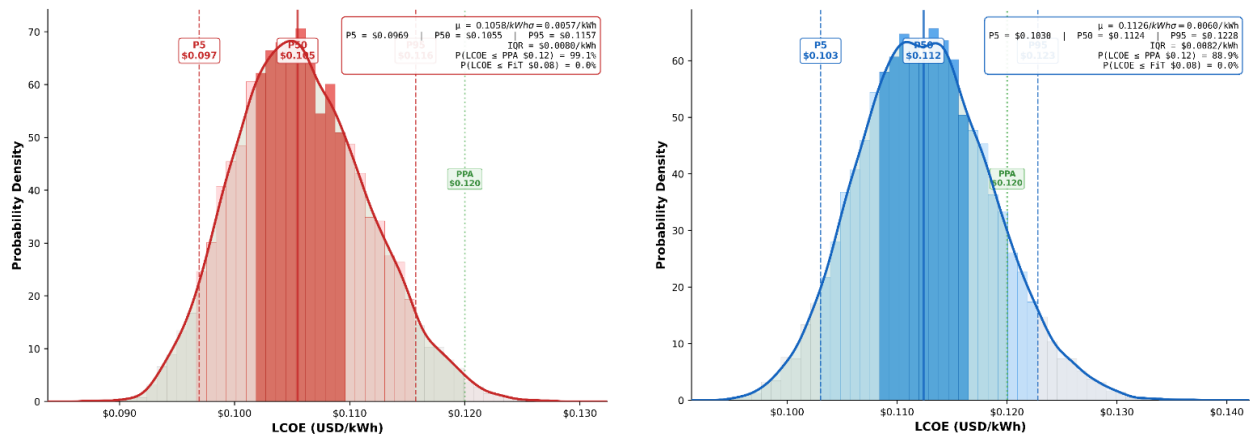 μ = 0.1058/kWhσ = 0.0057/kWh
P5 = $0.0969 | P50 = $0.1055 | P95 = $0.1157
IQR = $0.0080/kWh
P(LCOE ≤ PPA $0.12) = 99.1%
P(LCOE ≤ FiT $0.08) = 0.0%
P5
$0.097
P50
$0.105
P95
$0.116
PPA
$0.120
Probability Density
70
60
50
40
30
20
10
0
$0.090
$0.100
$0.110
$0.120
$0.130
LCOE (USD/kWh)
μ = 0.1126/kWhσ = 0.0060/kWh
P5 = $0.1030 | P50 = $0.1124 | P95 = $0.1228
IQR = $0.0082/kWh
P(LCOE ≤ PPA $0.12) = 88.9%
P(LCOE ≤ FiT $0.08) = 0.0%
P5
$0.103
P50
$0.112
P95
$0.123
PPA
$0.120
Probability Density
70
60
50
40
30
20
10
0
$0.100
$0.110
$0.120
$0.130
$0.140
LCOE (USD/kWh)